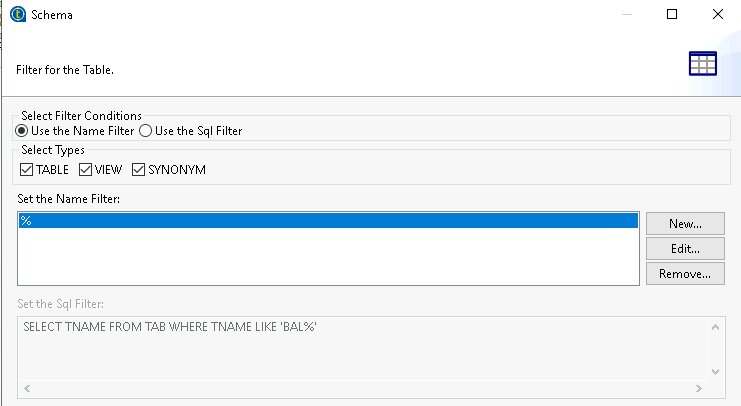 Schema
Filter for the Table.
Select Filter Conditions
Use the Name Filter Use the Sql Filter
Select Types
TABLE VIEW SYNONYM
Set the Name Filter:
%
New...
Edit...
Remove...
Set the Sql Filter:
SELECT TNAME FROM TAB WHERE TNAME LIKE 'BAL%'